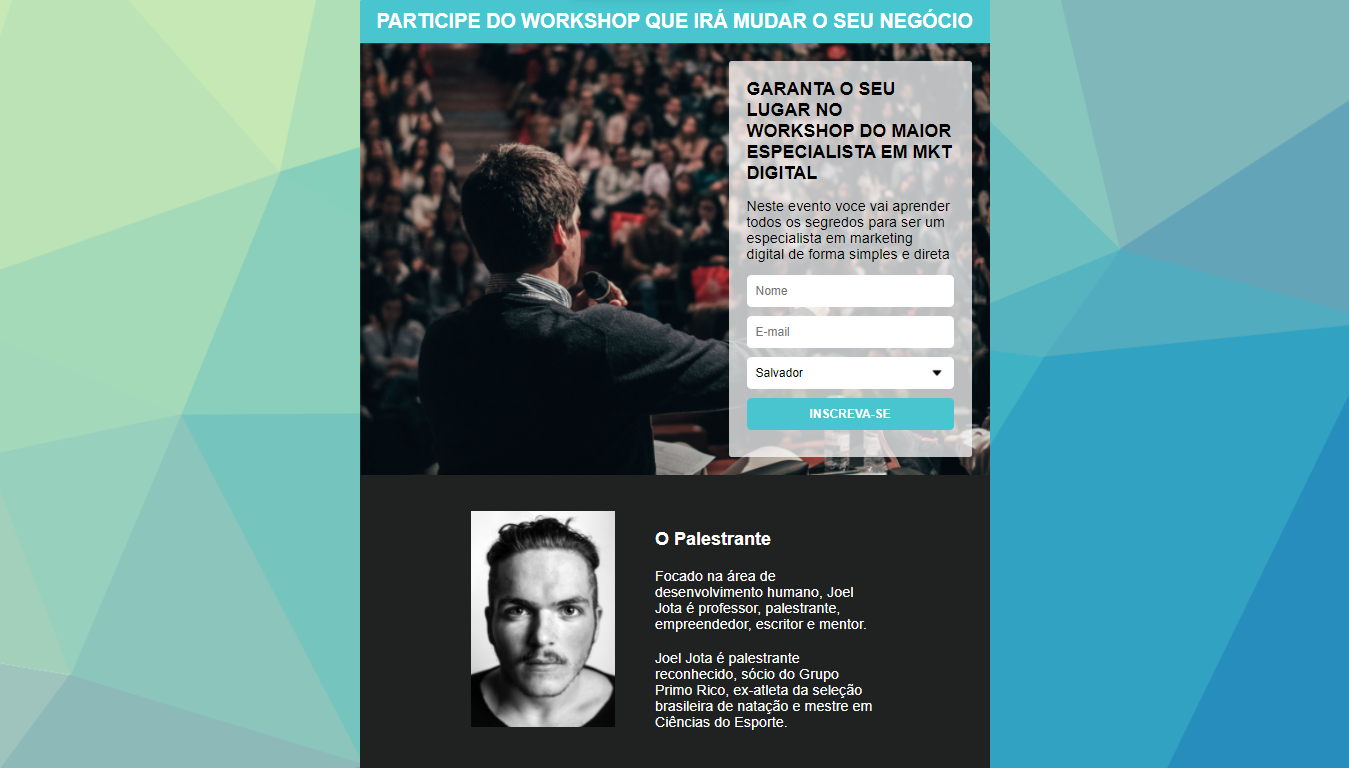 PARTICIPE DO WORKSHOP QUE IRÁ MUDAR O SEU NEGÓCIO
GARANTA O SEU
LUGAR NO
WORKSHOP DO MAIOR
ESPECIALISTA EM MKT
DIGITAL
Neste evento voce vai aprender
todos os segredos para ser um
especialista em marketing
digital de forma simples e direta
Nome
E-mail
Salvador
INSCREVA-SE
O Palestrante
Focado na área de
desenvolvimento humano, Joel
Jota é professor, palestrante,
empreendedor, escritor e mentor.
Joel Jota é palestrante
reconhecido, sócio do Grupo
Primo Rico, ex-atleta da seleção
brasileira de natação e mestre em
Ciências do Esporte.